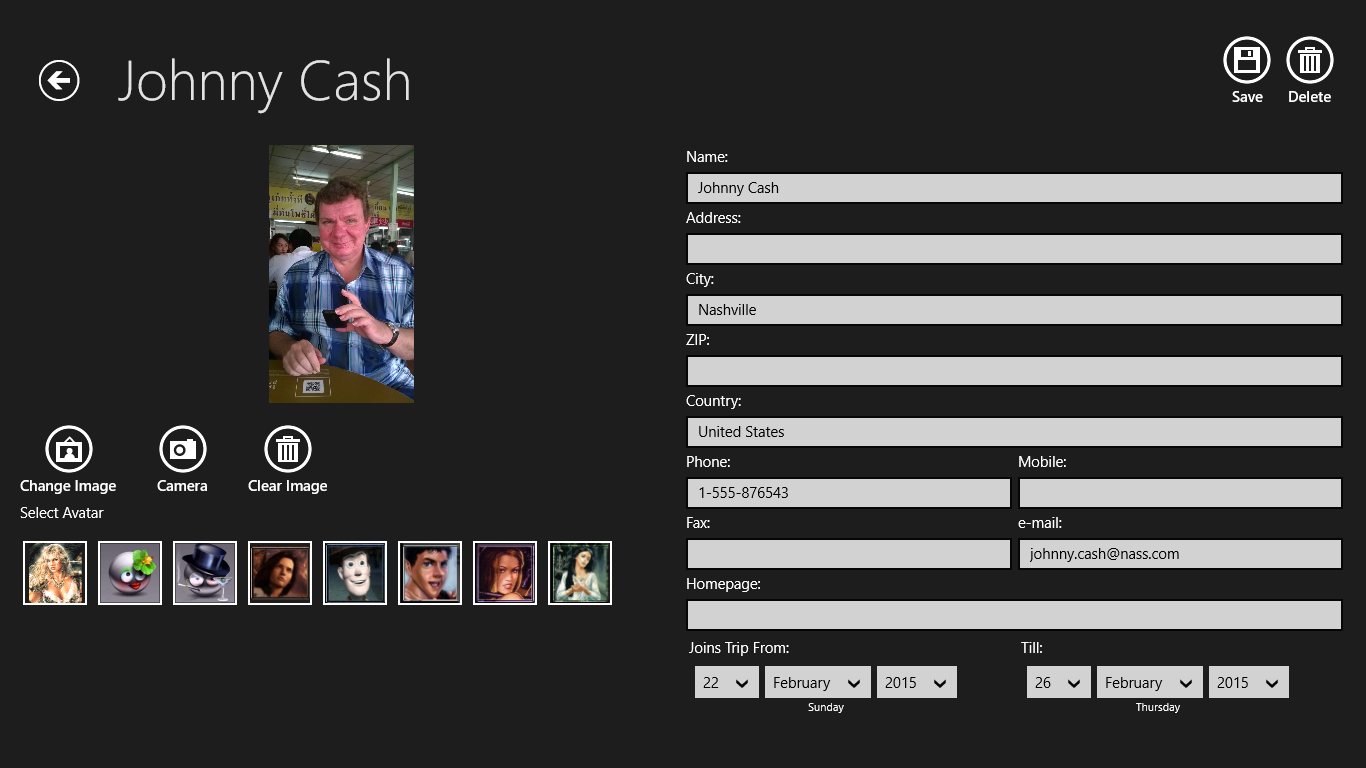 Johnny Cash
Save
Delete
Name:
Johnny Cash
Address:
City:
Nashville
ZIP:
Country:
United States
Phone:
Mobile:
1-555-876543
Fax:
e-mail:
johnny.cash@nass.com
Homepage:
Joins Trip From:
Till:
22 February 2015
26 February 2015
Sunday
Thursday
Change Image
Camera
Clear Image
Select Avatar